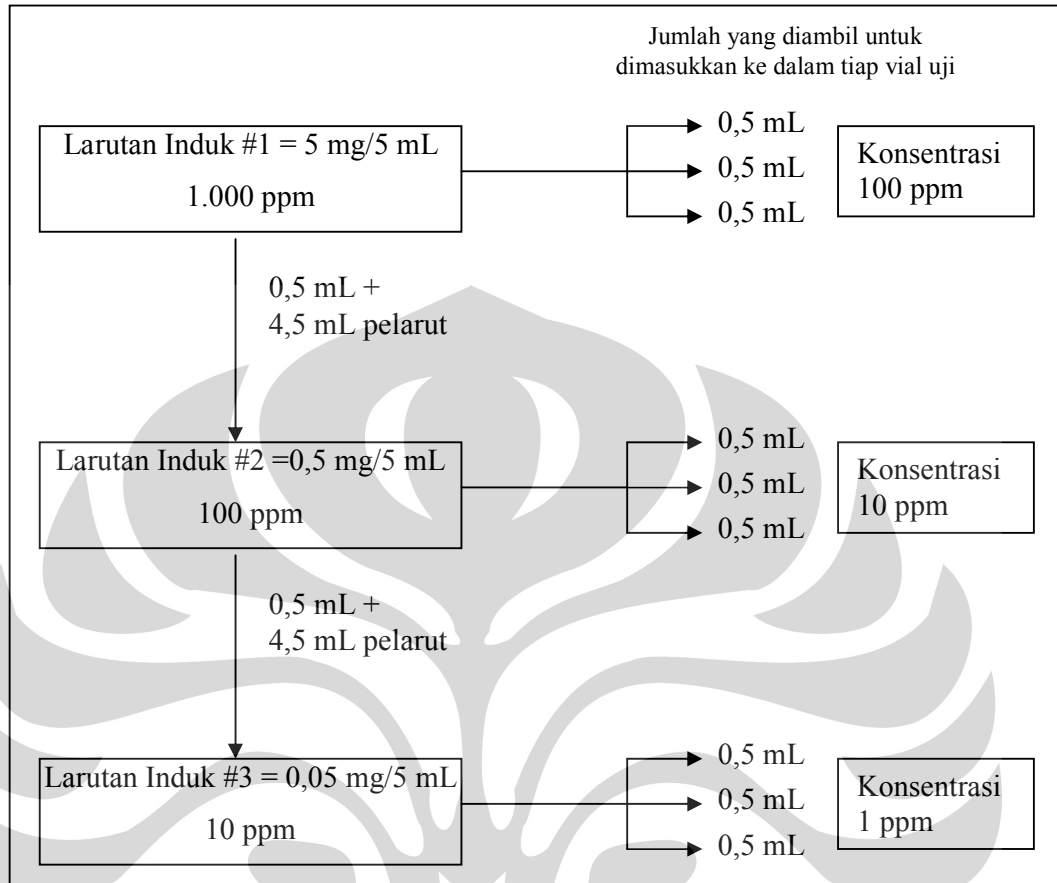 Jumlah yang diambil untuk
dimasukkan ke dalam tiap vial uji
Larutan Induk #1 = 5 mg/5 mL
1.000 ppm
0,5 mL
0,5 mL
0,5 mL
Konsentrasi
100 ppm
0,5 mL +
4,5 mL pelarut
Larutan Induk #2 =0,5 mg/5 mL
100 ppm
0,5 mL
0,5 mL
0,5 mL
Konsentrasi
10 ppm
0,5 mL +
4,5 mL pelarut
Larutan Induk #3 = 0,05 mg/5 mL
10 ppm
0,5 mL
0,5 mL
0,5 mL
Konsentrasi
1 ppm